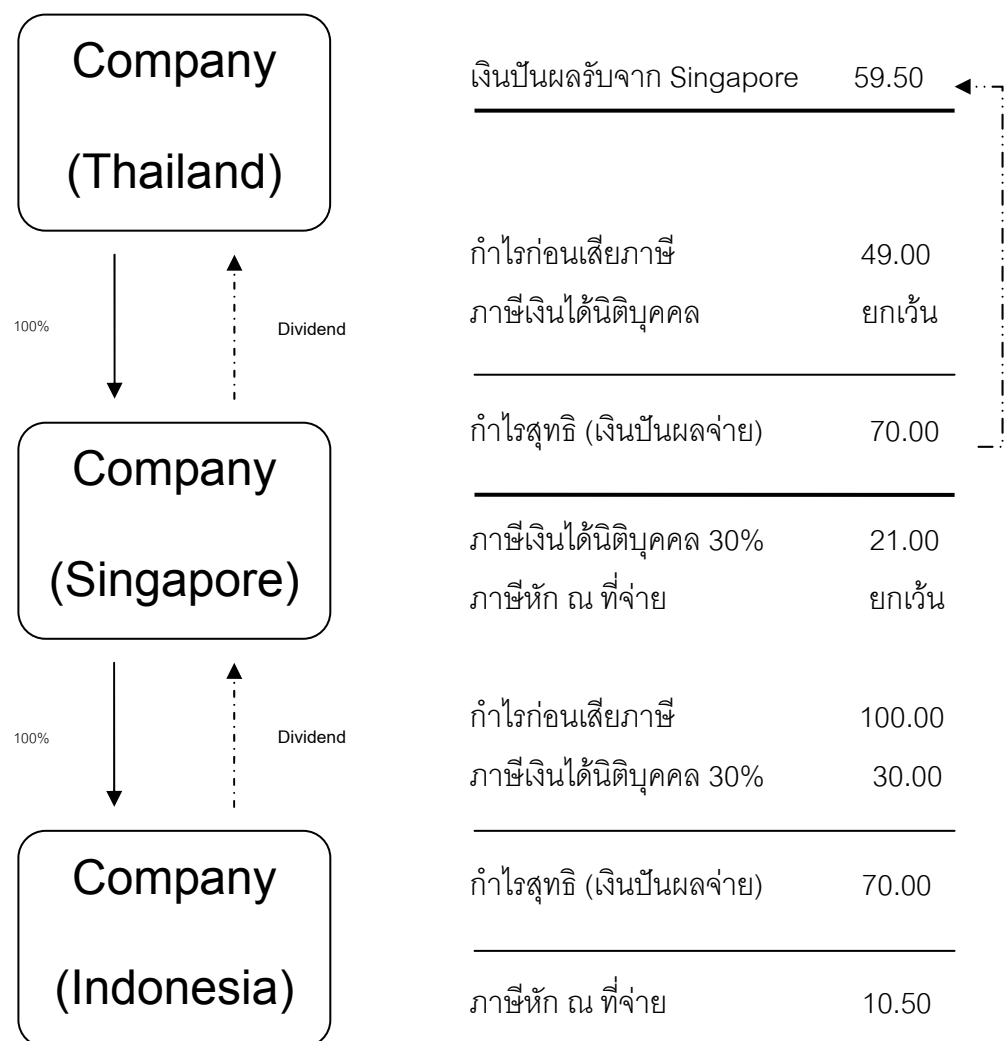 Company
(Thailand)
เงินปันผลรับจาก Singapore 59.50
กำไรก่อนเสียภาษี 49.00
ภาษีเงินได้นิติบุคคล ยกเว้น
100%
Dividend
กำไรสุทธิ (เงินปันผลจ่าย) 70.00
Company
(Singapore)
ภาษีเงินได้นิติบุคคล 30% 21.00
ภาษีหัก ณ ที่จ่าย ยกเว้น
กำไรก่อนเสียภาษี 100.00
100%
Dividend
ภาษีเงินได้นิติบุคคล 30% 30.00
Company
(Indonesia)
กำไรสุทธิ (เงินปันผลจ่าย) 70.00
ภาษีหัก ณ ที่จ่าย 10.50